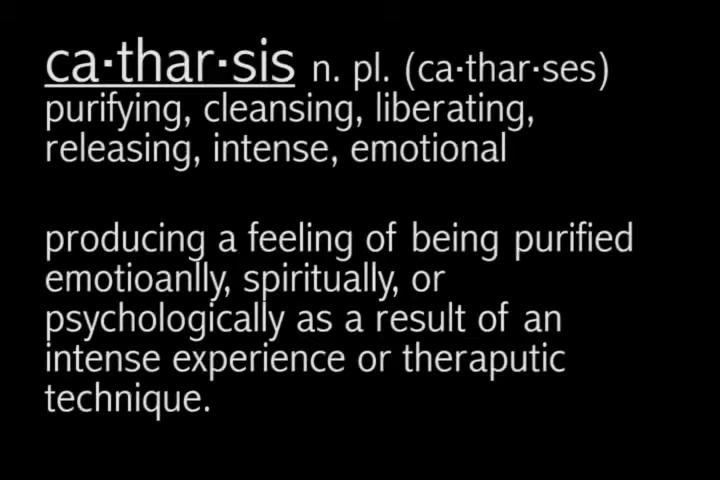 ca·thar·sis n. pl. (ca·thar·ses)
purifying, cleansing, liberating,
releasing, intense, emotional
producing a feeling of being purified
emotioanlly, spiritually, or
psychologically as a result of an
intense experience or theraputic
technique.